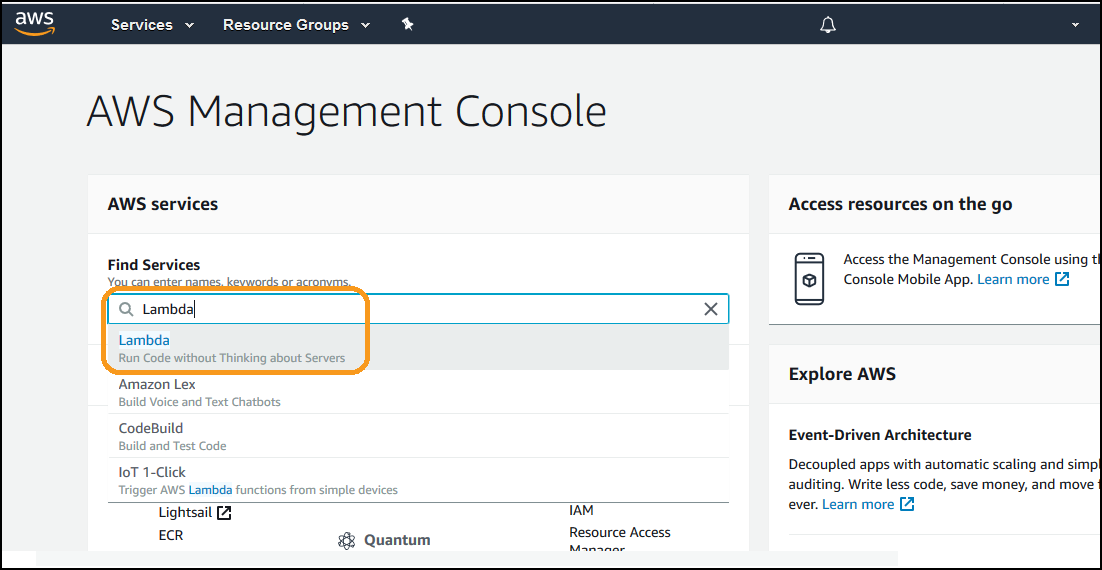 aws
Services
Resource Groups
AWS Management Console
AWS services
Find Services
You can enter names, keywords or acronyms.
Lambda
Lambda
Run Code without Thinking about Servers
Amazon Lex
Build Voice and Text Chatbots
CodeBuild
Build and Test Code
IoT 1-Click
Trigger AWS Lambda functions from simple devices
Lightsail
ECR
Quantum
IAM
Resource Access
Manager
Access resources on the go
Access the Management Console using
Console Mobile App. Learn more
Explore AWS
Event-Driven Architecture
Decoupled apps with automatic scaling and
auditing. Write less code, save money, and move
ever. Learn more